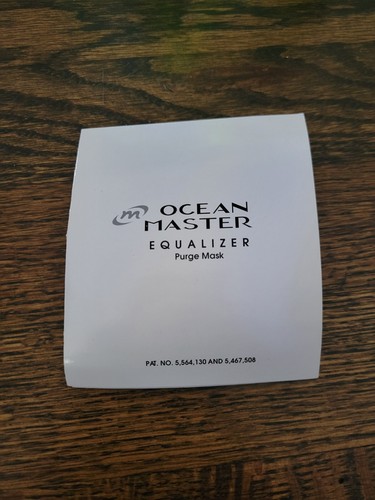 m OCEAN
MASTER
EQUALIZER
Purge Mask
PAT. NO. 5,564,130 AND 5,467,508